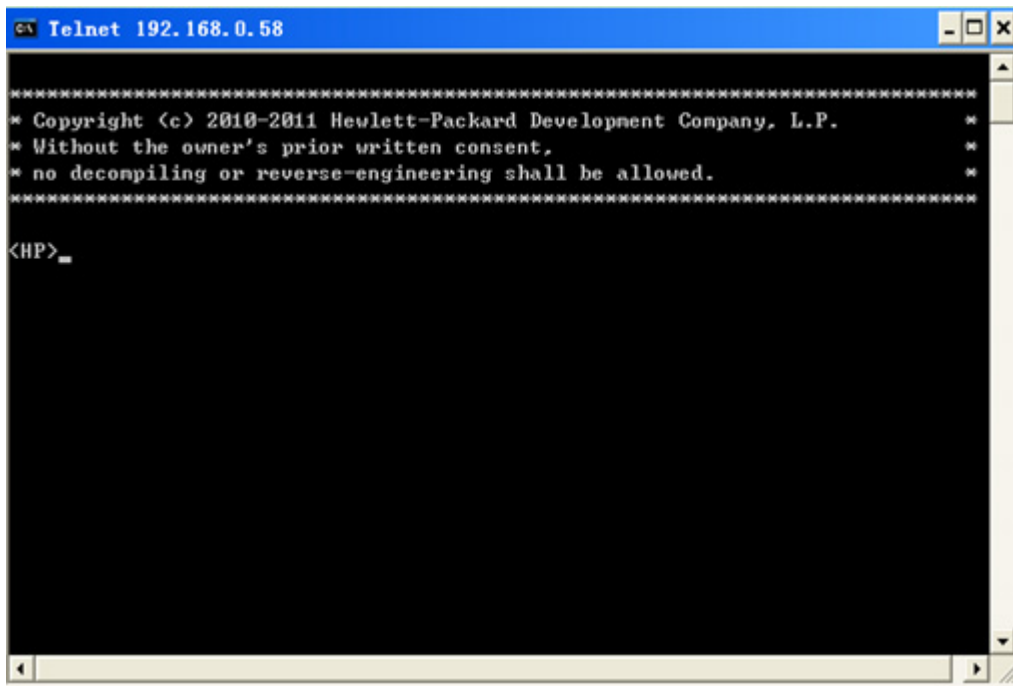 Telnet 192.168.0.58
********************************************************************************
* Copyright (c) 2010-2011 Hewlett-Packard Development Company, L.P. *
* Without the owner's prior written consent, *
* no decompiling or reverse-engineering shall be allowed. *
********************************************************************************
<HP>_